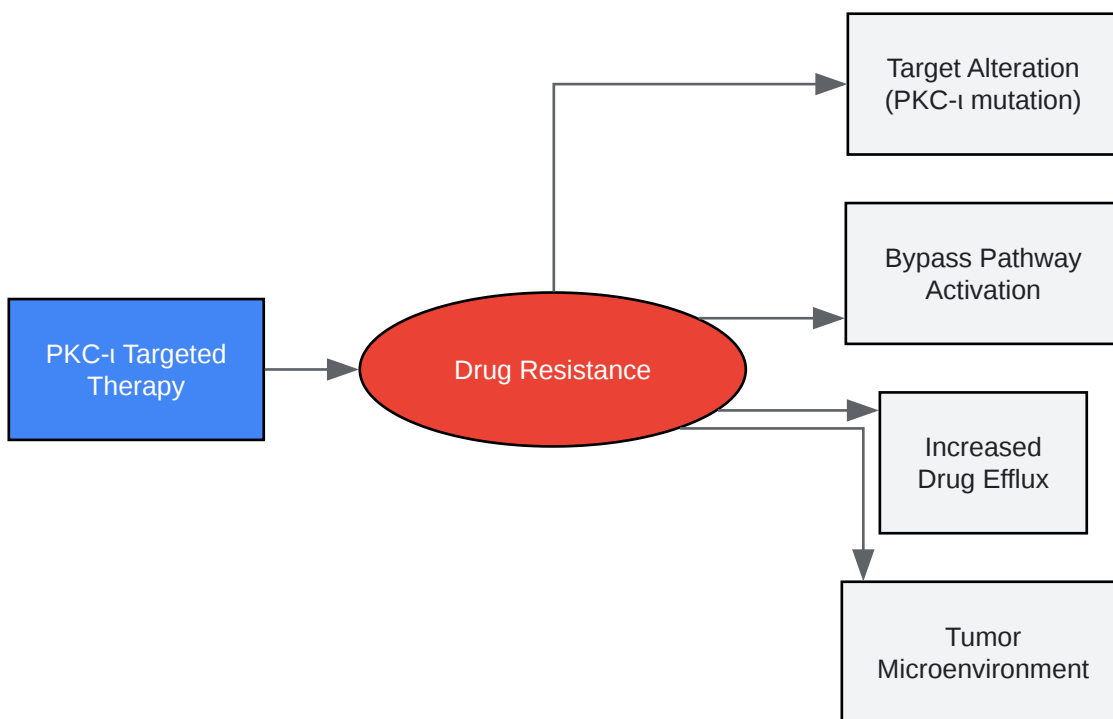 Target Alteration
(PKC-ι mutation)
Bypass Pathway
Activation
PKC-ι Targeted
Therapy
Drug Resistance
Increased
Drug Efflux
Tumor
Microenvironment